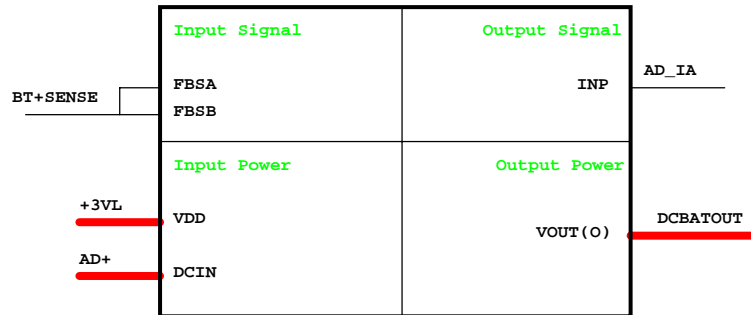 Input Signal Output Signal
AD_IA
FBSA INP
BT+SENSE
FBSB
Input Power Output Power
+3VL
VDD DCBATOUT
VOUT(O)
AD+
DCIN